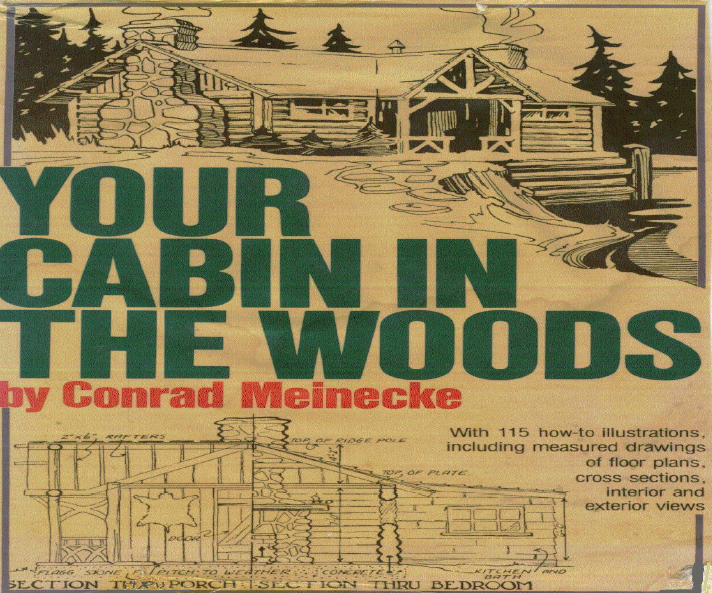 YOUR
CABIN IN
THE WOODS
by Conrad Meinecke
With 115 how-to illustrations,
including measured drawings
of floor plans,
cross sections,
interior and
exterior views
2"x6" RAFTERS
TOP OF RIDGE POLE
TOP OF PLATE
DOOR
FLAGG STONE
PITCH TO WEATHER
CONCRETE
KITCHEN AND
BATH
SECTION THRU PORCH SECTION THRU BEDROOM